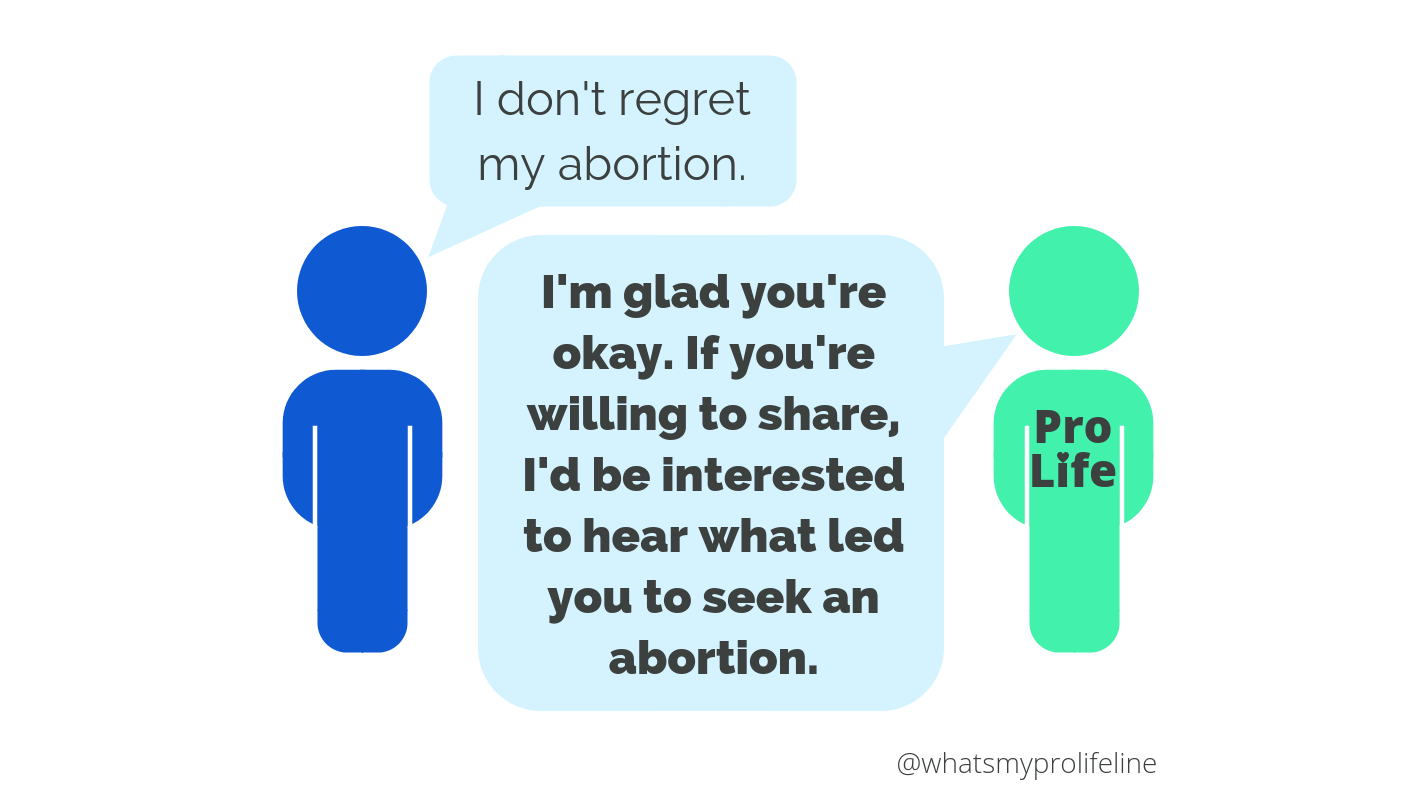 I don't regret
my abortion.
I'm glad you're
okay. If you're
willing to share,
I'd be interested
to hear what led
you to seek an
abortion.
Pro
Life
@whatsmyprolifeline